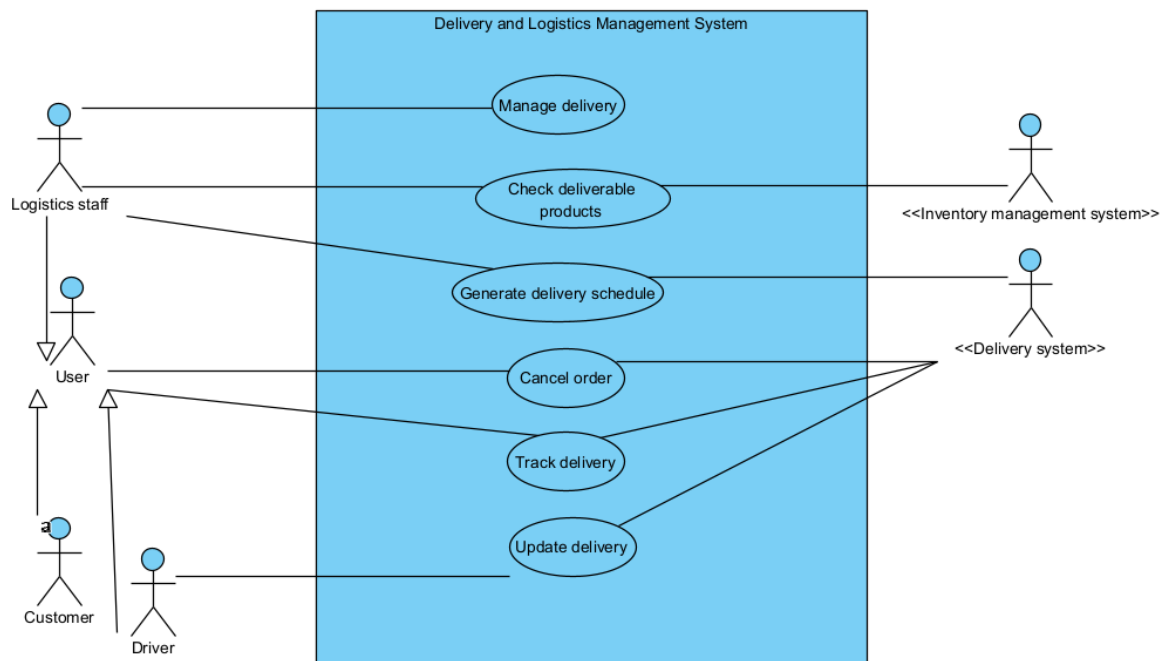 Delivery and Logistics Management System
Manage delivery
Logistics staff
Check deliverable
products
<<Inventory management system>>
Generate delivery schedule
<<Delivery system>>
User
Cancel order
Track delivery
a
Update delivery
Customer
Driver